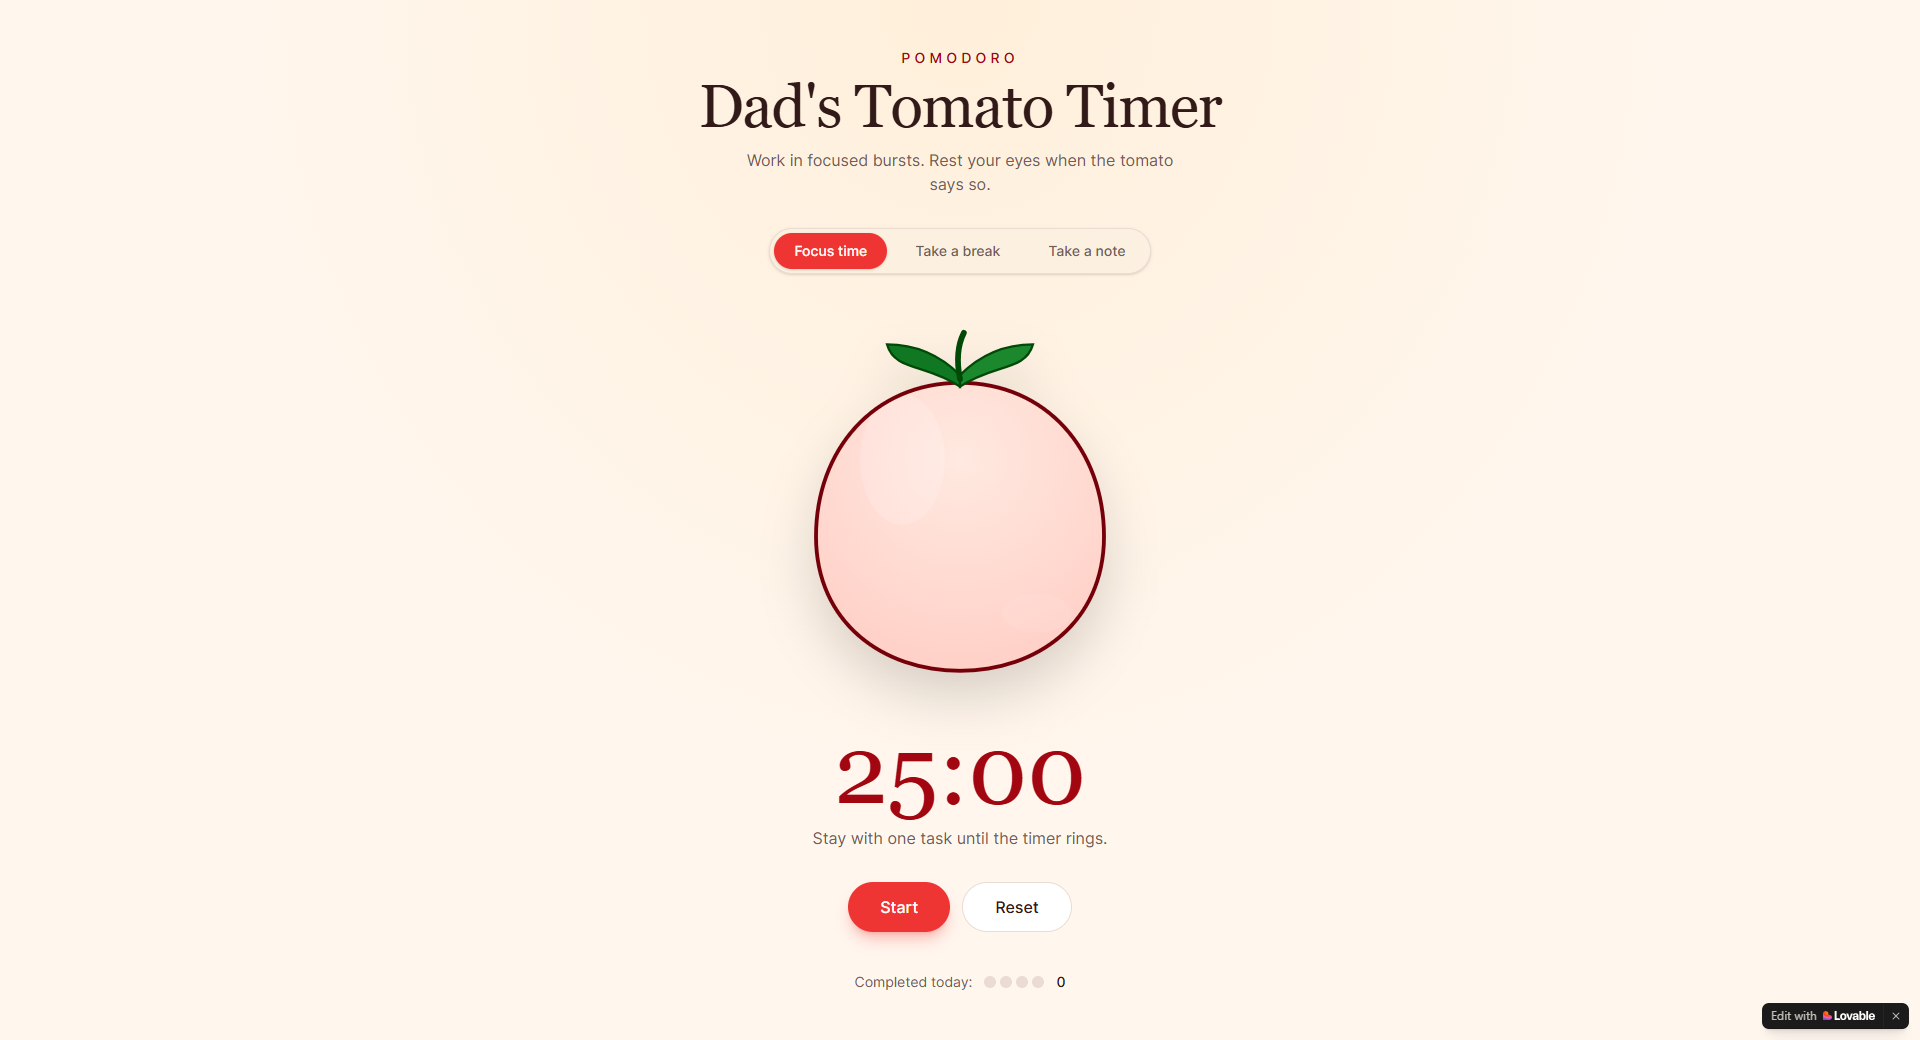 POMODORO
Dad's Tomato Timer
Work in focused bursts. Rest your eyes when the tomato
says so.
Focus time Take a break Take a note
25:00
Stay with one task until the timer rings.
Start Reset
Completed today: 0
Edit with Lovable ×